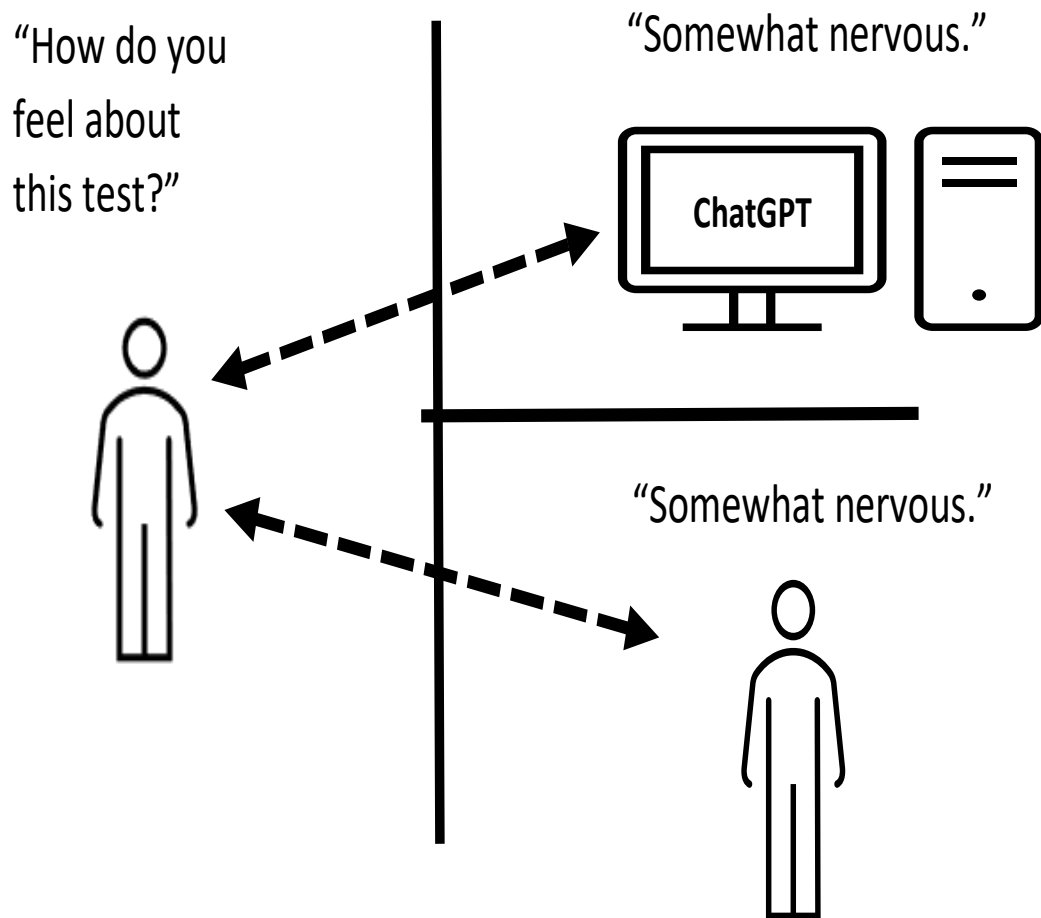 “How do you
feel about
this test?”
“Somewhat nervous.”
ChatGPT
“Somewhat nervous.”